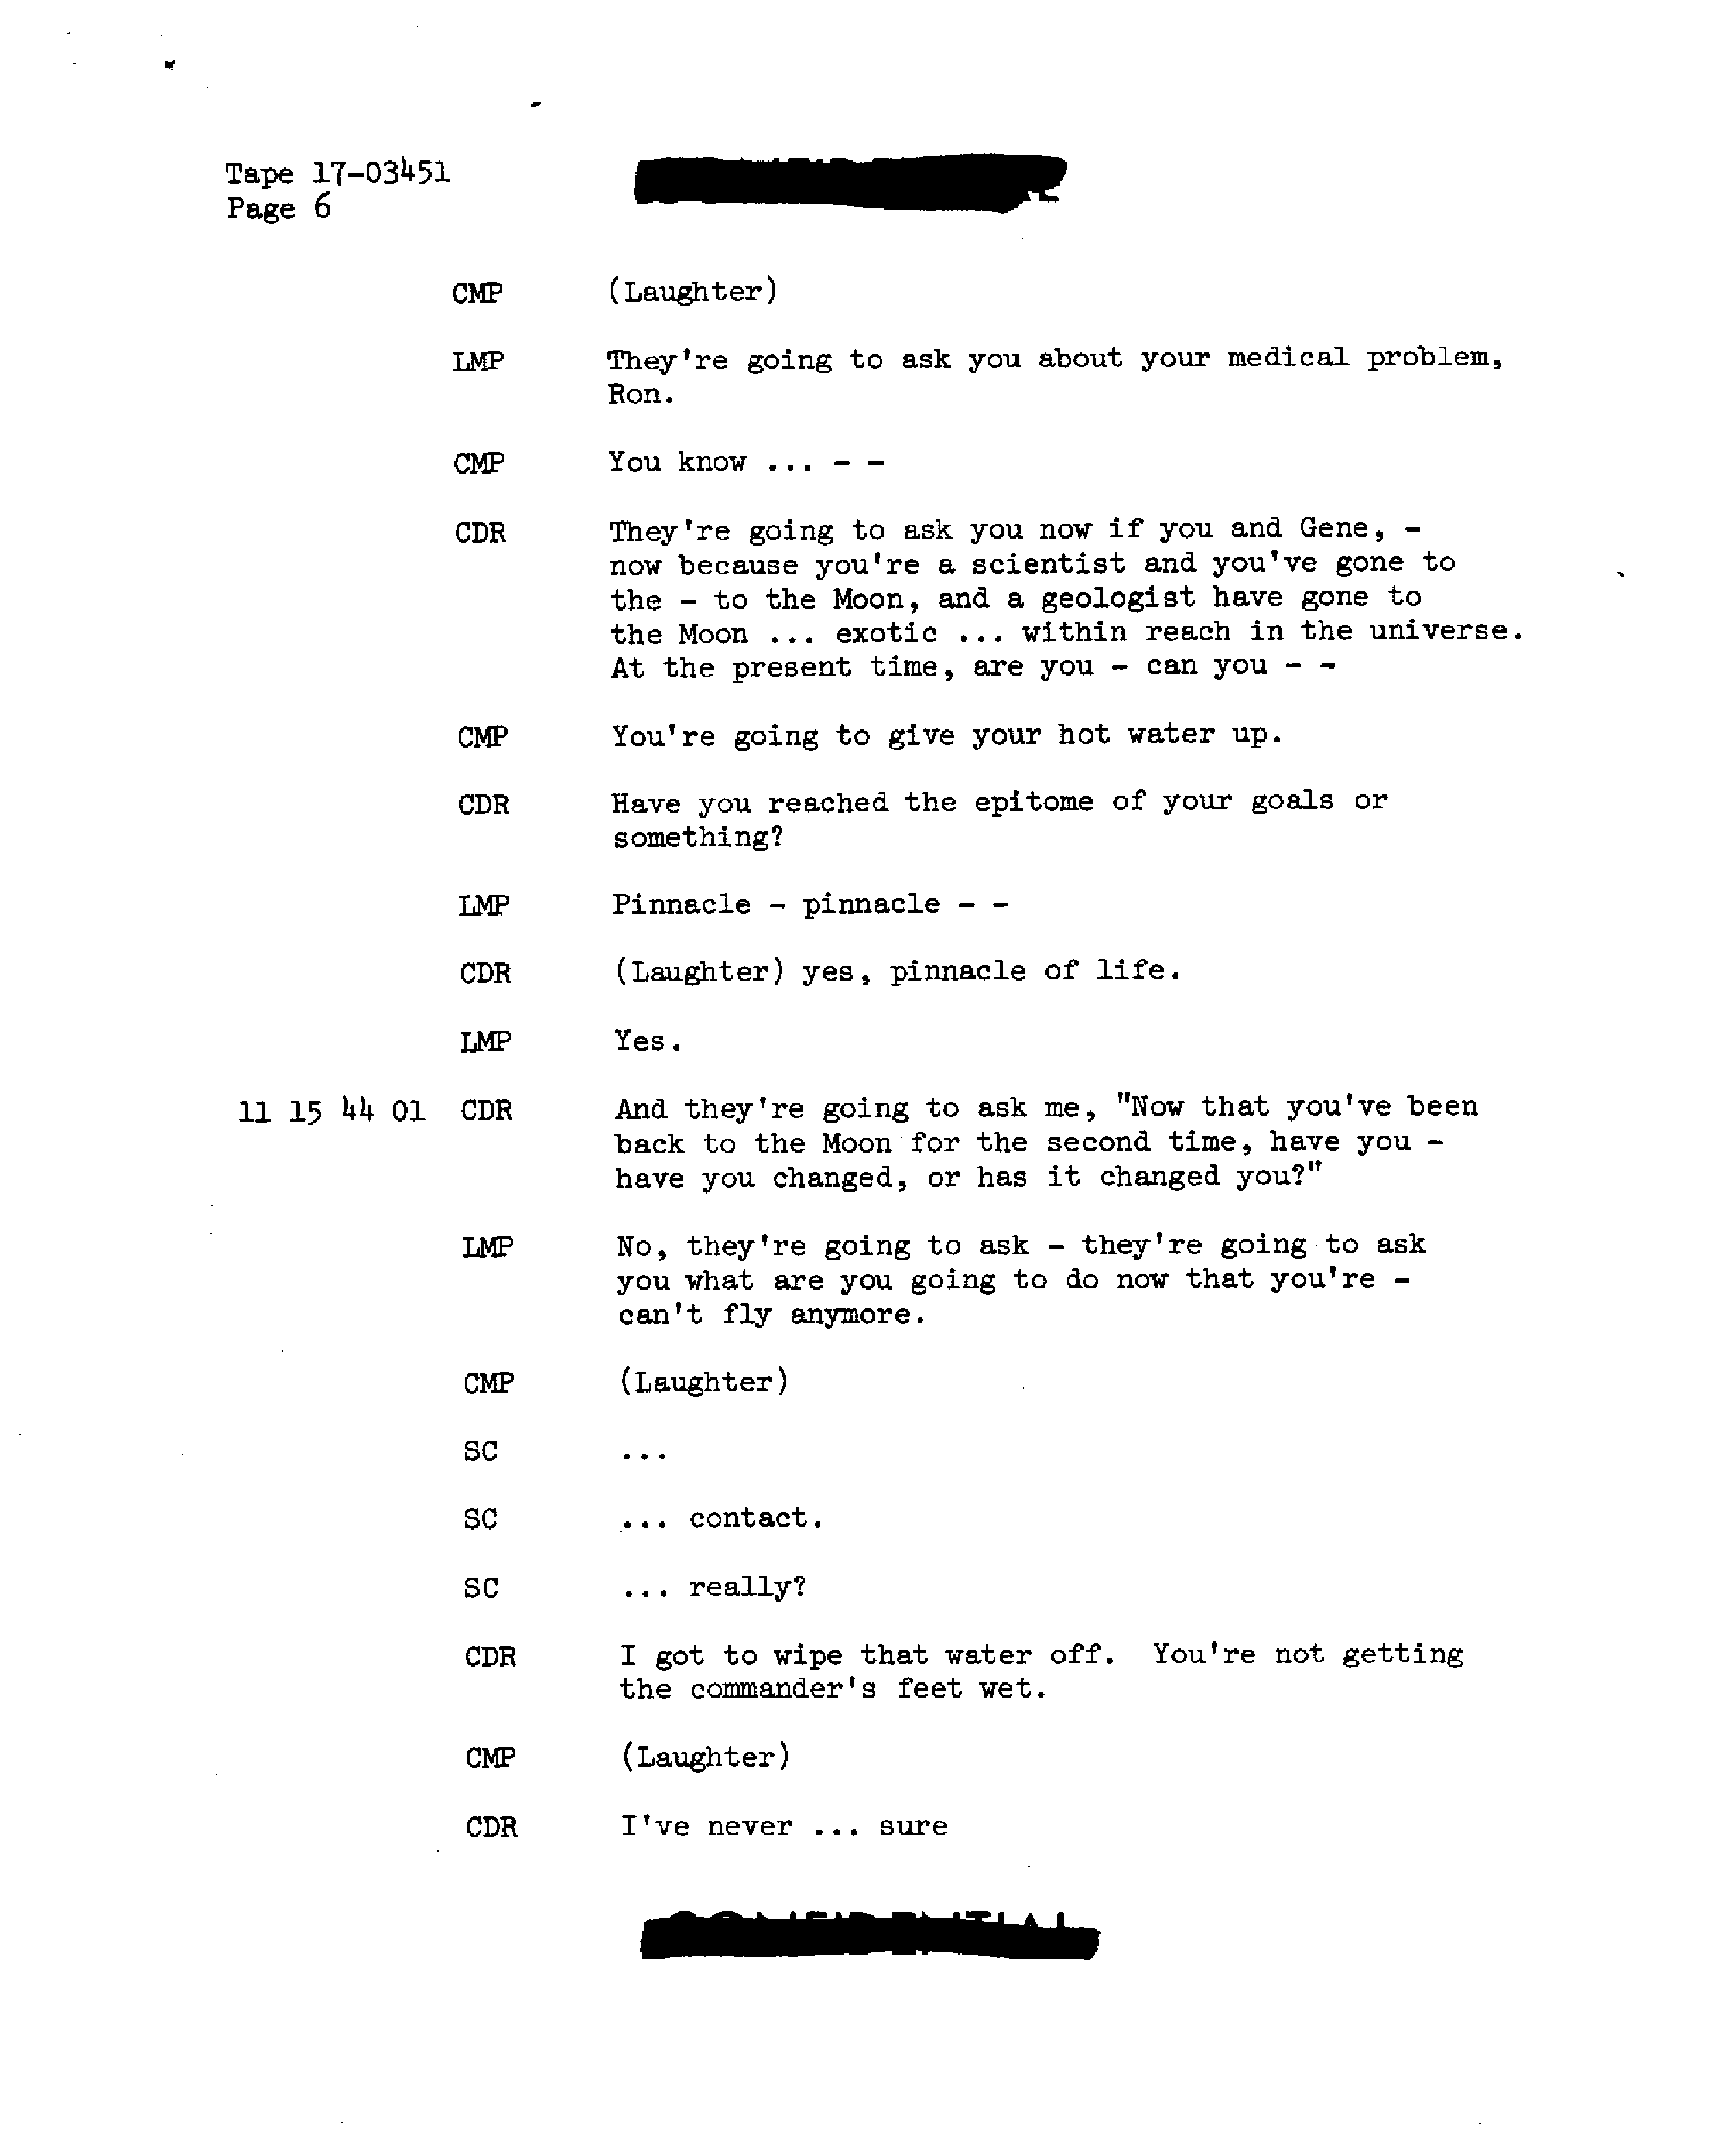 Tape 17-03451
Page 6
CMP (Laughter)
LMP They're going to ask you about your medical problem,
Ron.
CMP You know ... - -
CDR They're going to ask you now if you and Gene, -
now because you're a scientist and you've gone to
the - to the Moon, and a geologist have gone to
the Moon ... exotic ... within reach in the universe.
At the present time, are you - can you - -
CMP You're going to give your hot water up.
CDR Have you reached the epitome of your goals or
something?
LMP Pinnacle - pinnacle - -
CDR (Laughter) yes, pinnacle of life.
LMP Yes.
11 15 44 01 CDR And they're going to ask me, "Now that you've been
back to the Moon for the second time, have you -
have you changed, or has it changed you?"
LMP No, they're going to ask - they're going to ask
you what are you going to do now that you're -
can't fly anymore.
CMP (Laughter)
SC ...
SC ... contact.
SC ... really?
CDR I got to wipe that water off. You're not getting
the commander's feet wet.
CMP (Laughter)
CDR I've never ... sure